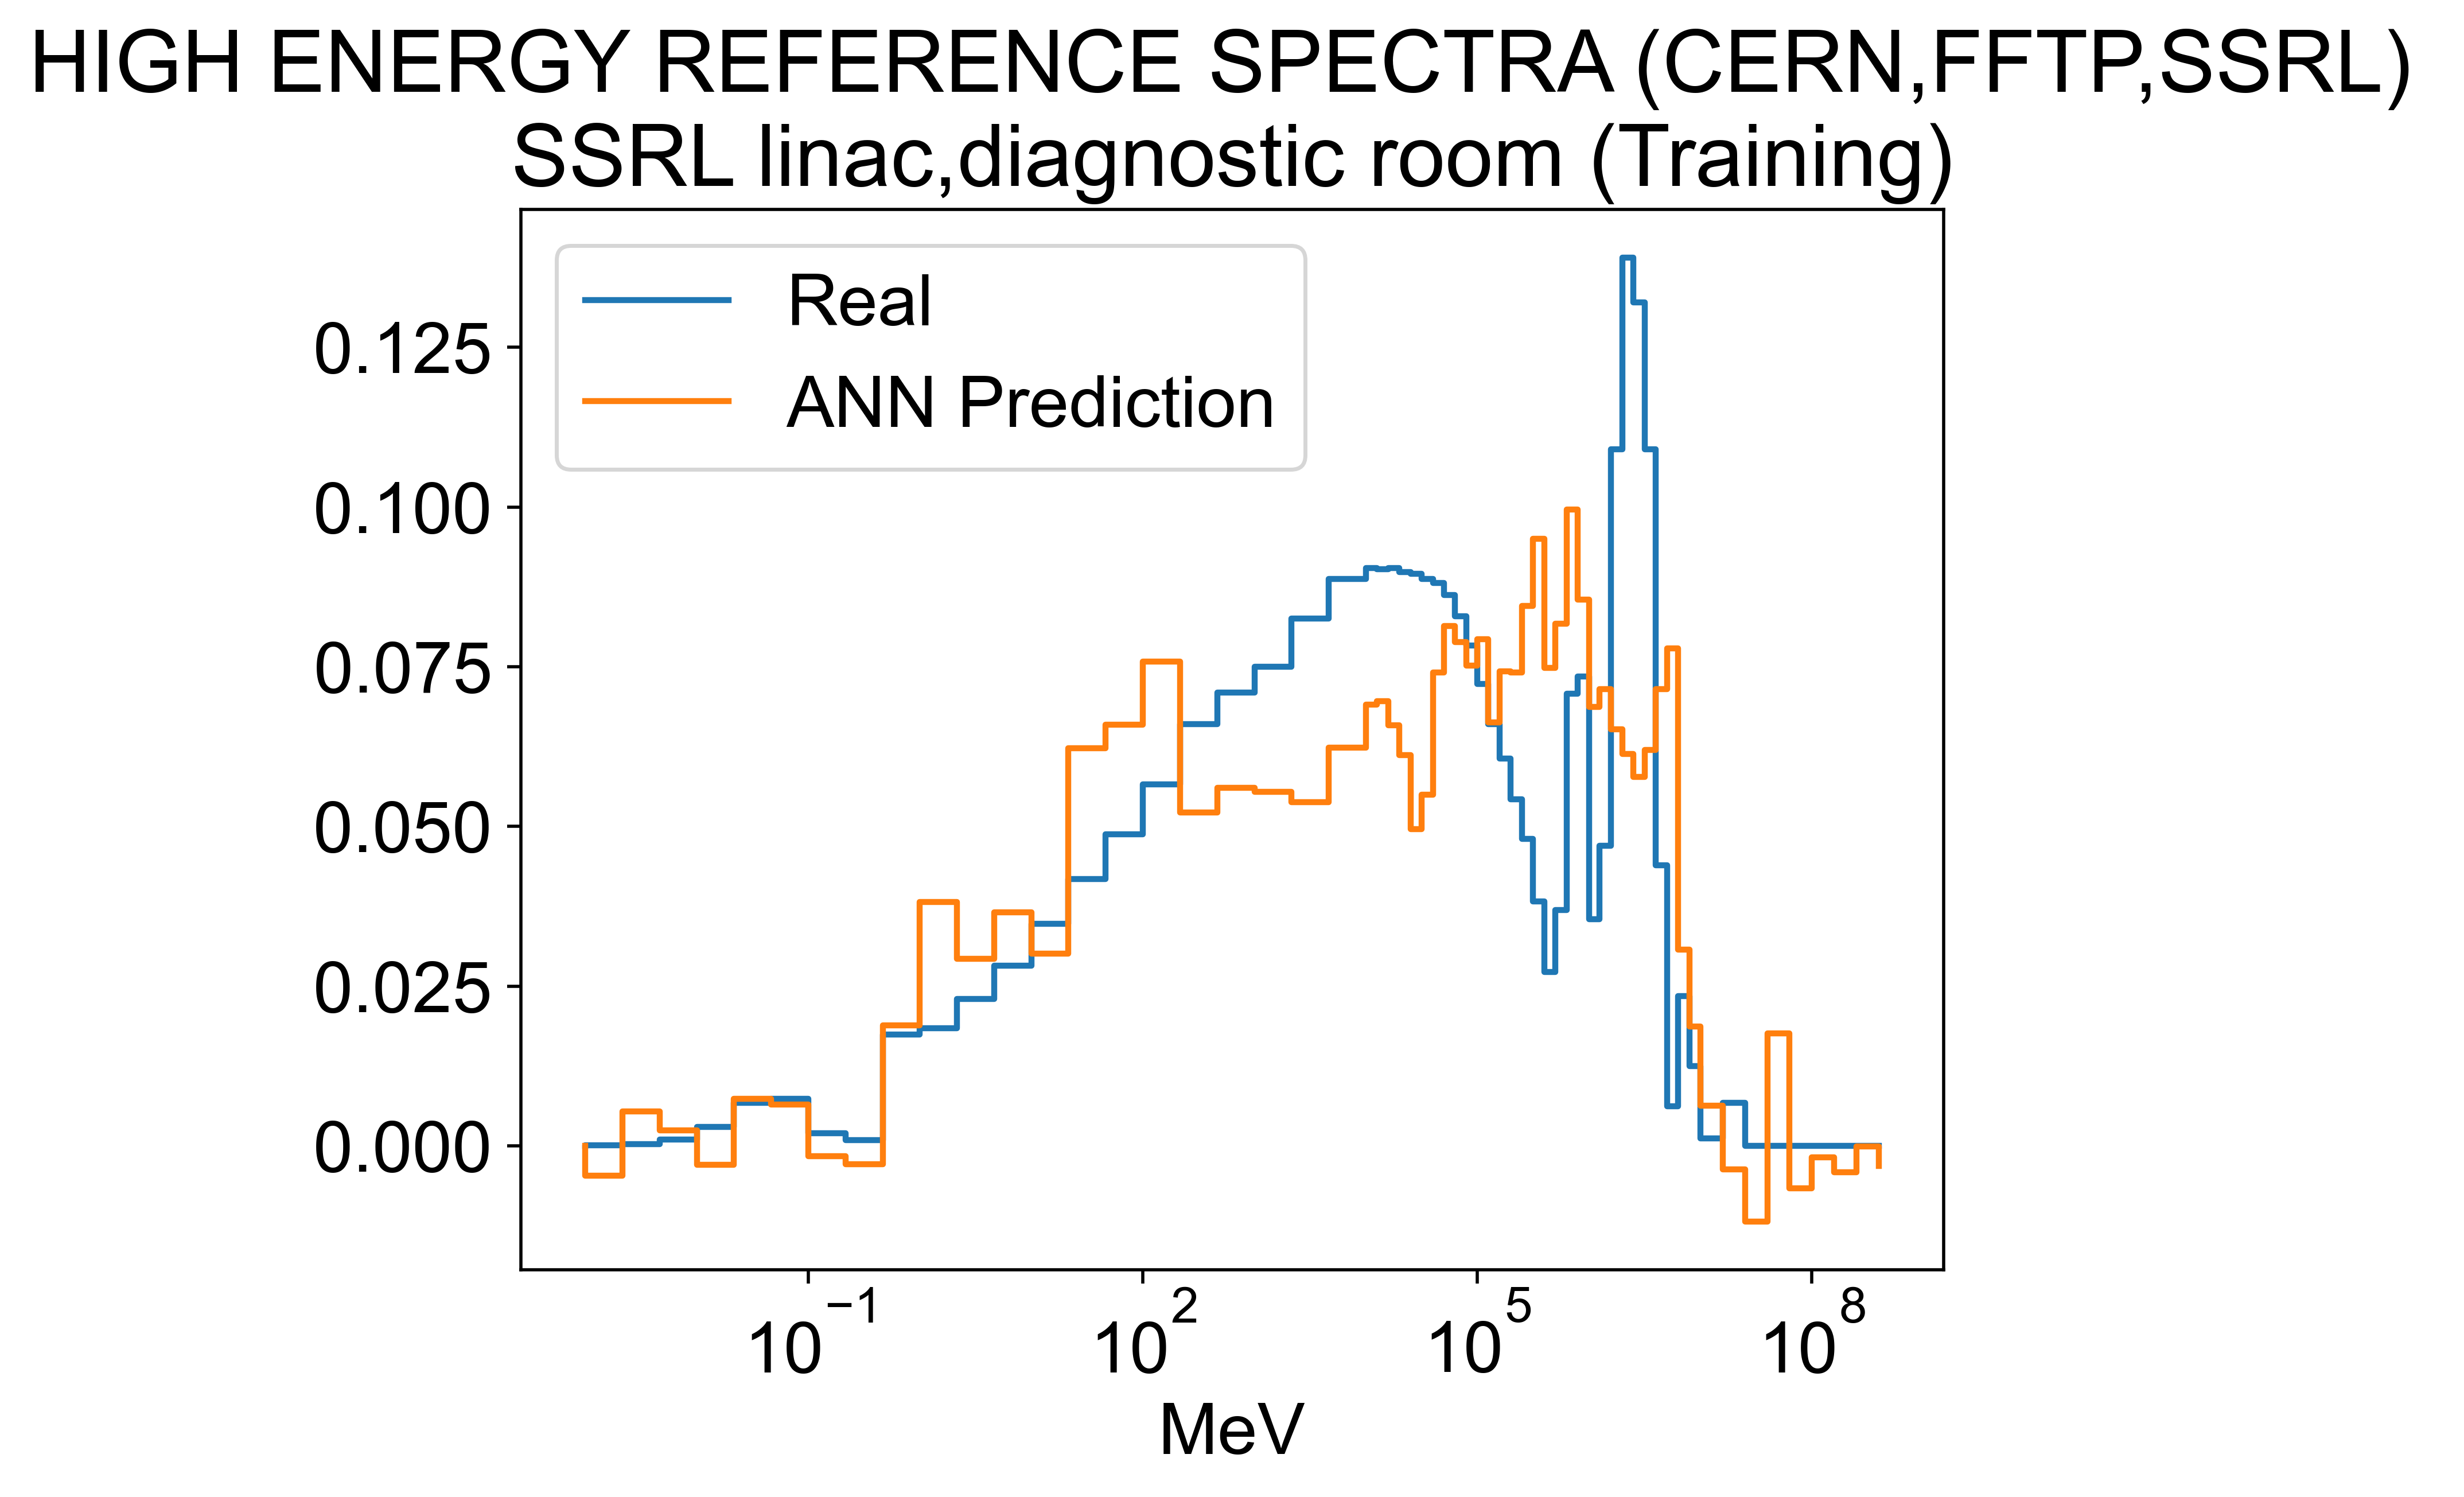 HIGH ENERGY REFERENCE SPECTRA (CERN,FFTP,SSRL)
SSRL linac,diagnostic room (Training)
Real
ANN Prediction
0.125
0.100
0.075
0.050
0.025
0.000
10⁻¹ 10² 10⁵ 10⁸
MeV